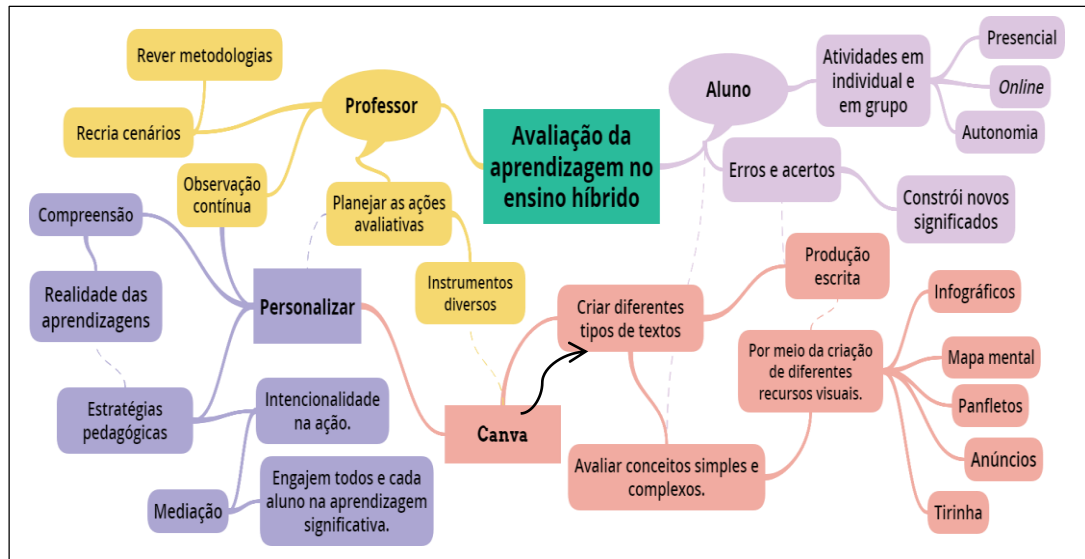 Avaliação da
aprendizagem no
ensino híbrido
Professor
Rever metodologias
Recria cenários
Observação
contínua
Planejar as ações
avaliativas
Instrumentos
diversos
Aluno
Atividades em
individual e
em grupo
Presencial
Online
Autonomia
Erros e acertos
Constrói novos
significados
Personalizar
Compreensão
Realidade das
aprendizagens
Estratégias
pedagógicas
Intencionalidade
na ação.
Mediação
Engajem todos e cada
aluno na aprendizagem
significativa.
Canva
Criar diferentes
tipos de textos
Produção
escrita
Avaliar conceitos simples e
complexos.
Por meio da criação
de diferentes
recursos visuais.
Infográficos
Mapa mental
Panfletos
Anúncios
Tirinha